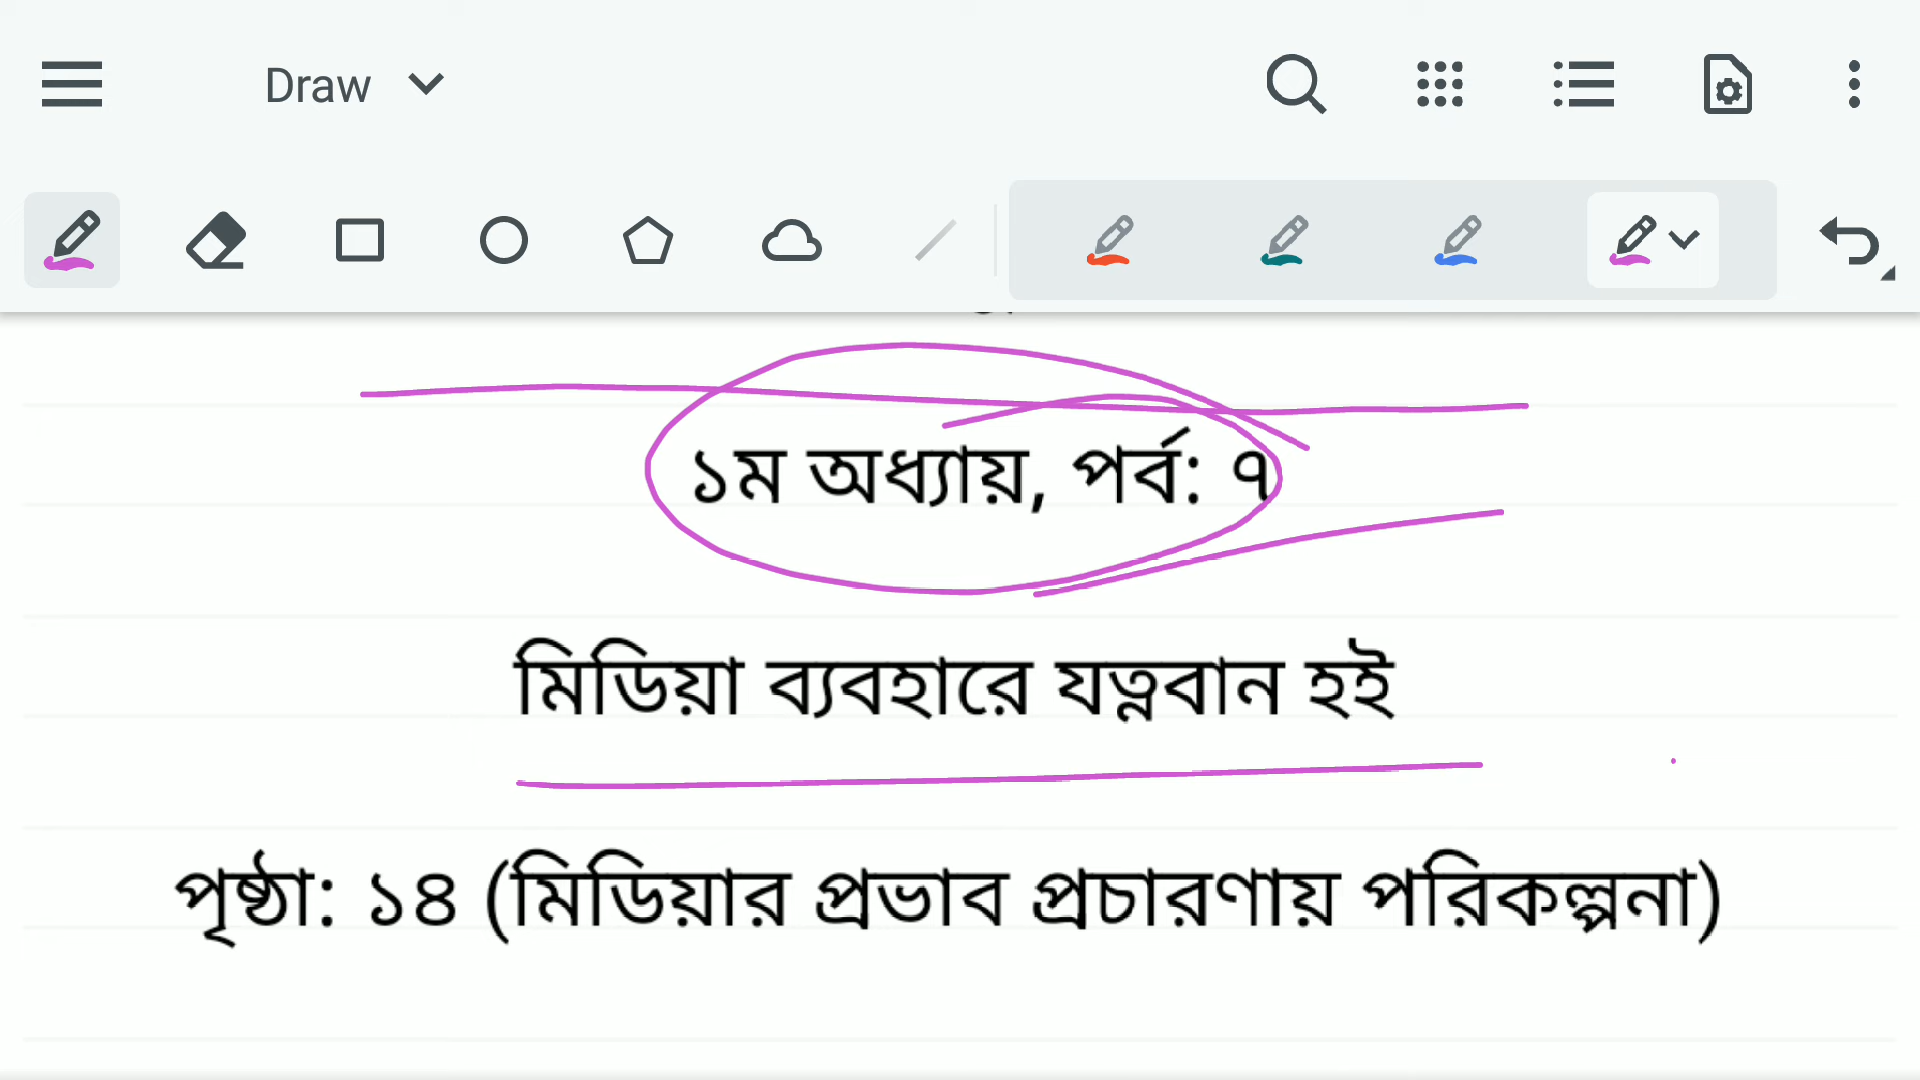 Draw
১ম অধ্যায়, পর্ব: ৭
মিডিয়া ব্যবহারে যত্নবান হই
পৃষ্ঠা: ১৪ (মিডিয়ার প্রভাব প্রচারণায় পরিকল্পনা)